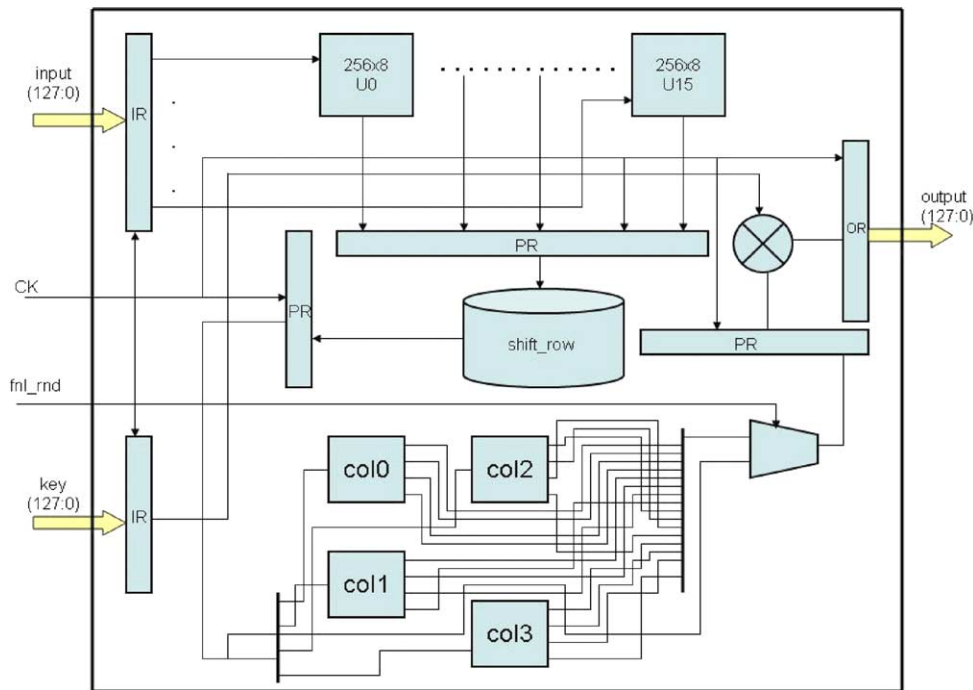 input
(127:0)
IR
256x8
U0
256x8
U15
output
(127:0)
OR
PR
CK
PR
shift_row
PR
fnl_rnd
key
(127:0)
IR
col0
col2
col1
col3